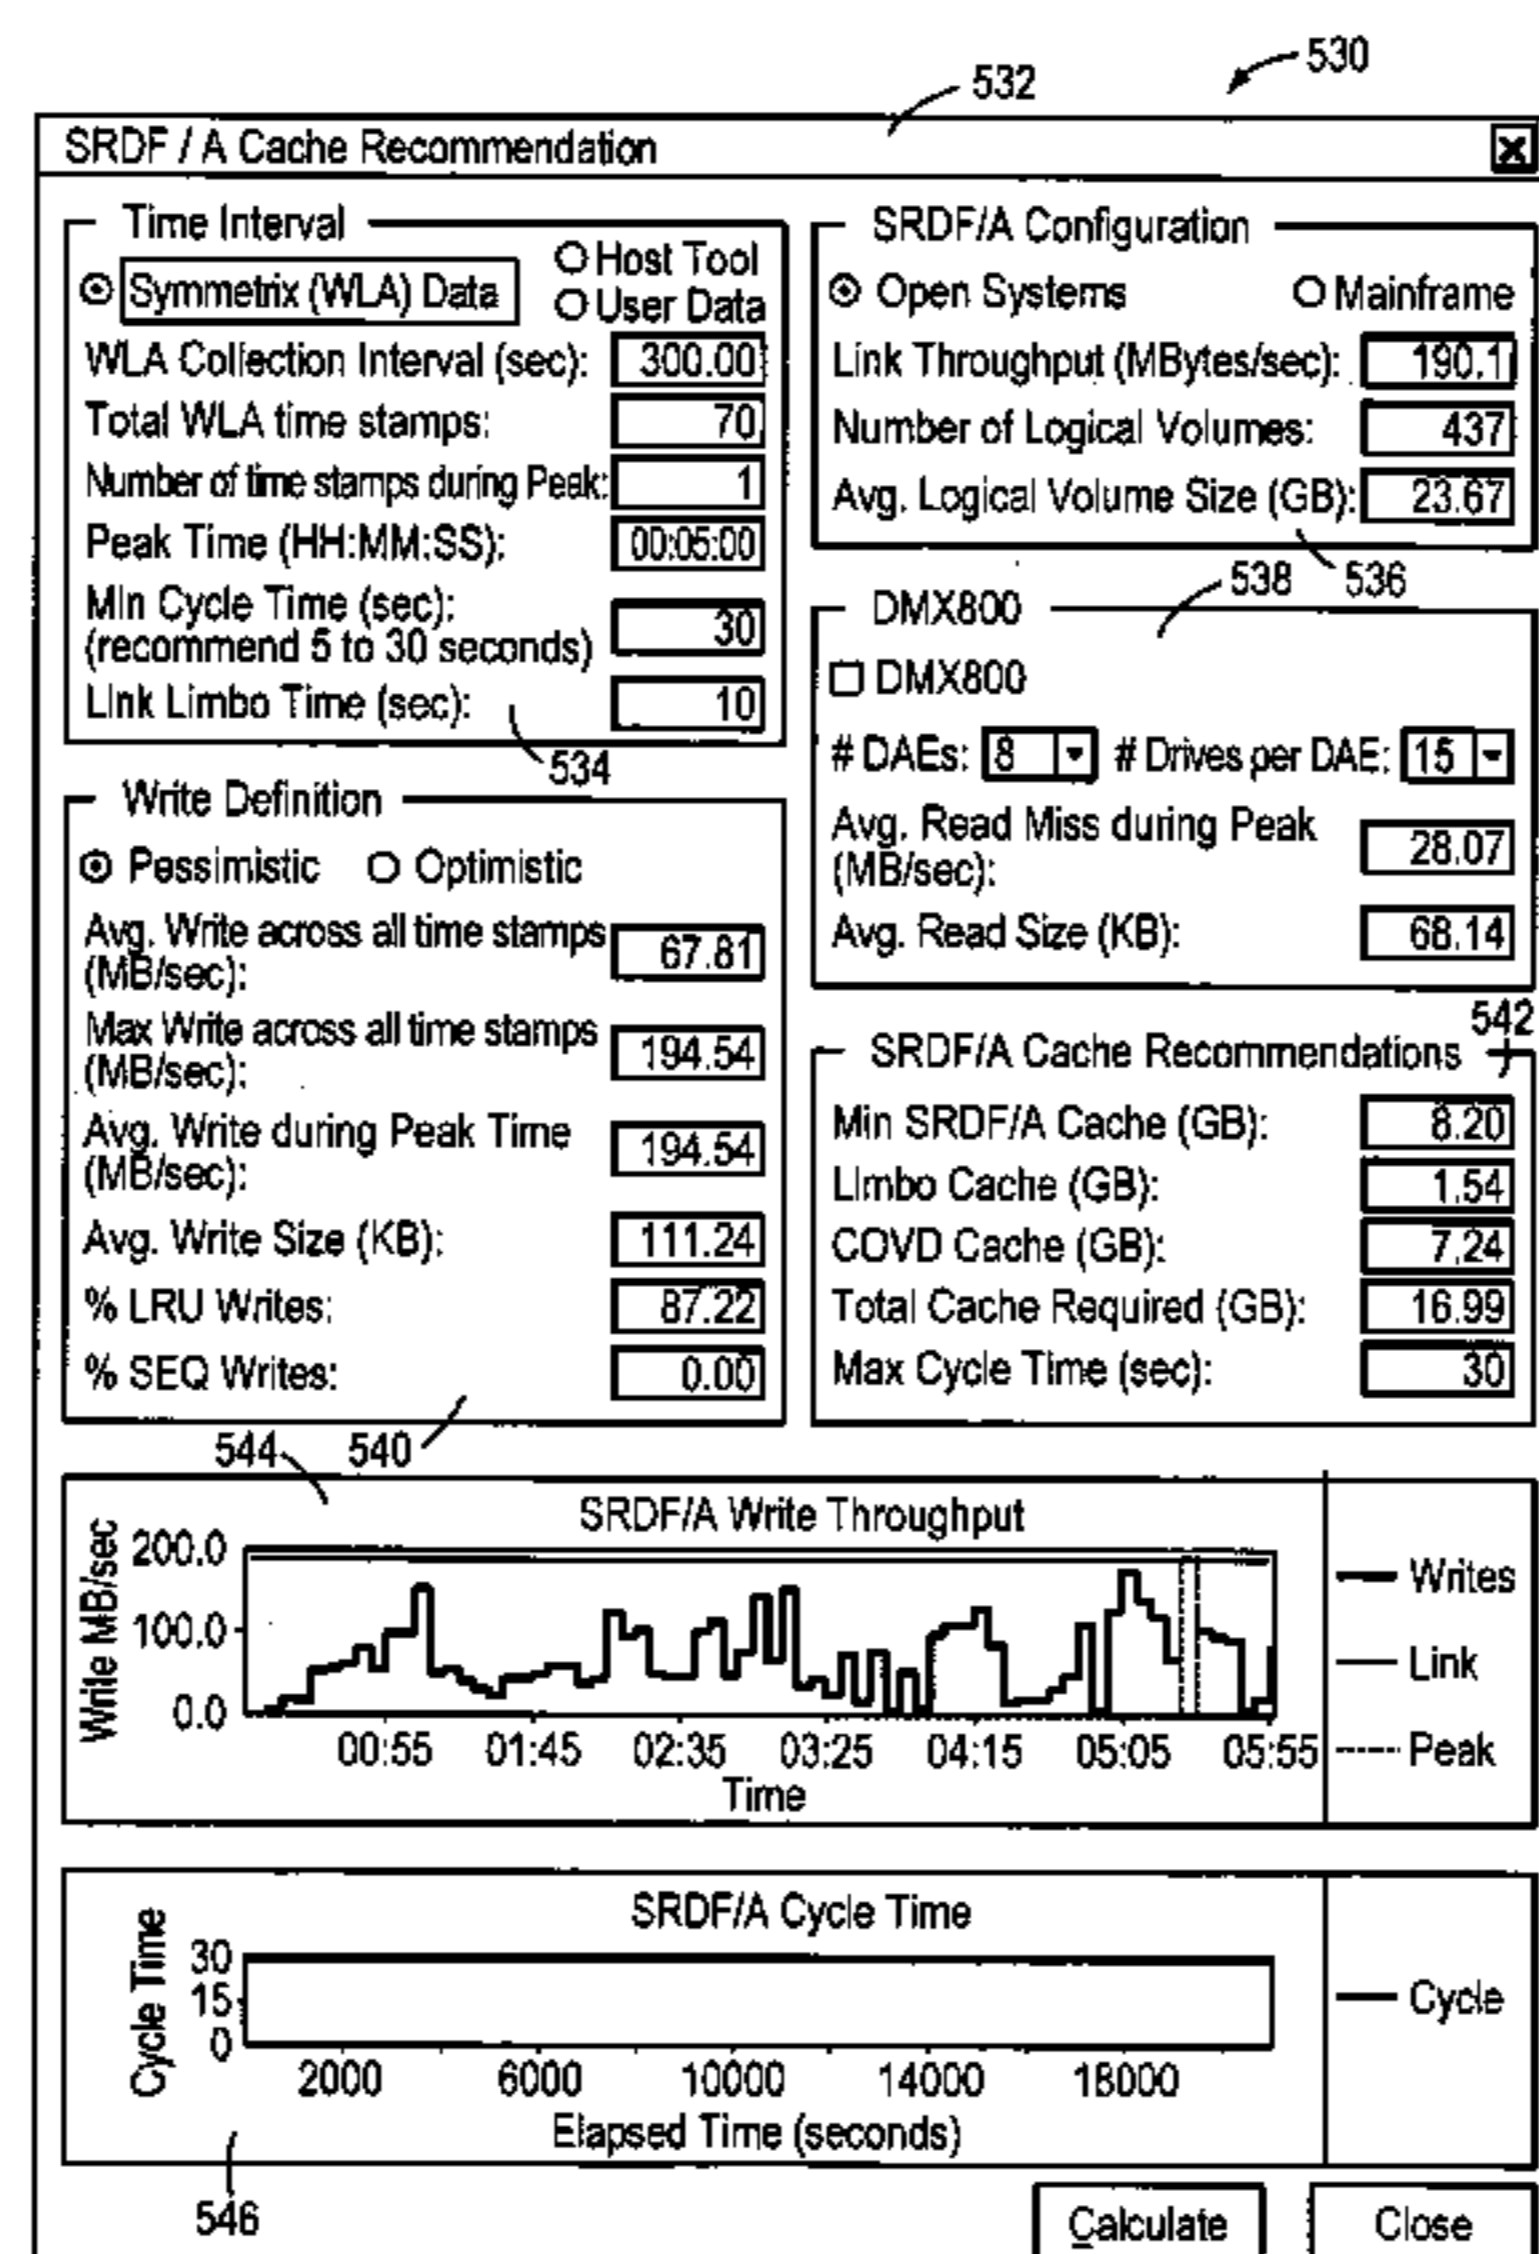 530
532
SRDF / A Cache Recommendation
Time Interval
Symmetrix (WLA) Data
Host Tool
User Data
WLA Collection Interval (sec): 300.00
Total WLA time stamps: 70
Number of time stamps during Peak: 1
Peak Time (HH:MM:SS): 00:05:00
Min Cycle Time (sec):
(recommend 5 to 30 seconds) 30
Link Limbo Time (sec): 10
534
SRDF/A Configuration
Open Systems Mainframe
Link Throughput (MBytes/sec): 190.1
Number of Logical Volumes: 437
Avg. Logical Volume Size (GB): 23.67
536
538
DMX800
DMX800
# DAEs: 8 # Drives per DAE: 15
Avg. Read Miss during Peak
(MB/sec): 28.07
Avg. Read Size (KB): 68.14
Write Definition
Pessimistic Optimistic
Avg. Write across all time stamps
(MB/sec): 67.81
Max Write across all time stamps
(MB/sec): 194.54
Avg. Write during Peak Time
(MB/sec): 194.54
Avg. Write Size (KB): 111.24
% LRU Writes: 87.22
% SEQ Writes: 0.00
540
542
SRDF/A Cache Recommendations
Min SRDF/A Cache (GB): 8.20
Limbo Cache (GB): 1.54
COVD Cache (GB): 7.24
Total Cache Required (GB): 16.99
Max Cycle Time (sec): 30
544
SRDF/A Write Throughput
Write MB/sec
200.0
100.0
0.0
00:55 01:45 02:35 03:25 04:15 05:05 05:55
Time
Writes
Link
Peak
SRDF/A Cycle Time
Cycle Time
30
15
0
2000 6000 10000 14000 18000
Elapsed Time (seconds)
Cycle
546
Calculate Close